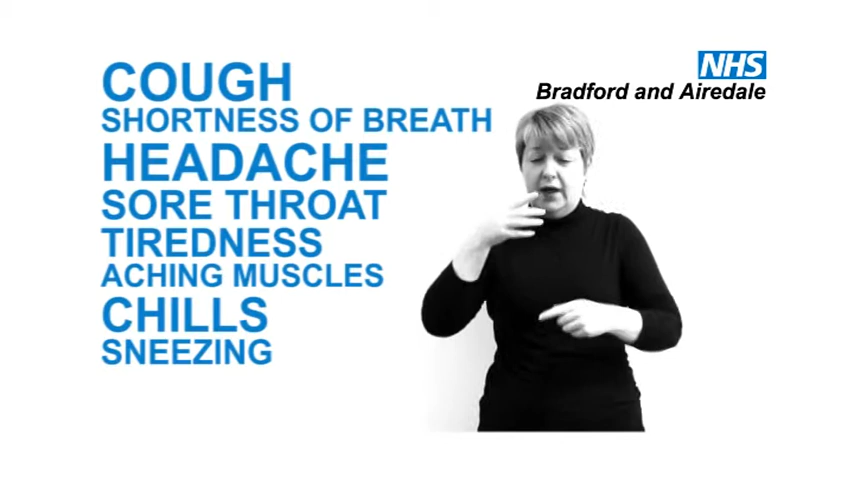 COUGH
SHORTNESS OF BREATH
HEADACHE
SORE THROAT
TIREDNESS
ACHING MUSCLES
CHILLS
SNEEZING
NHS
Bradford and Airedale